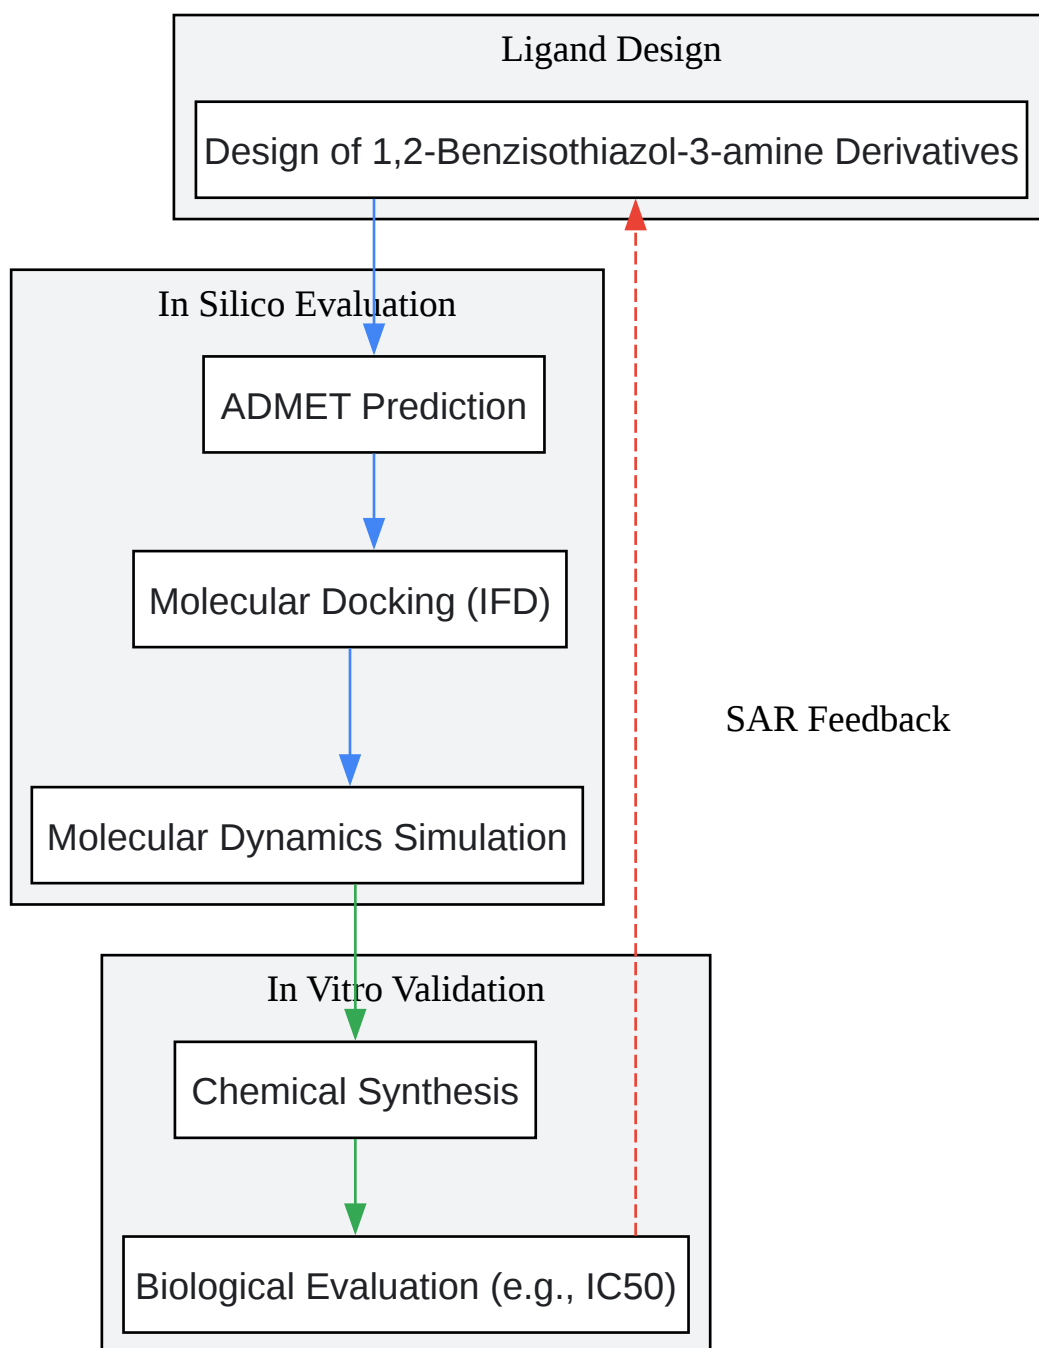 Ligand Design
Design of 1,2-Benzisothiazol-3-amine Derivatives
In Silico Evaluation
ADMET Prediction
Molecular Docking (IFD)
SAR Feedback
Molecular Dynamics Simulation
In Vitro Validation
Chemical Synthesis
Biological Evaluation (e.g., IC50)